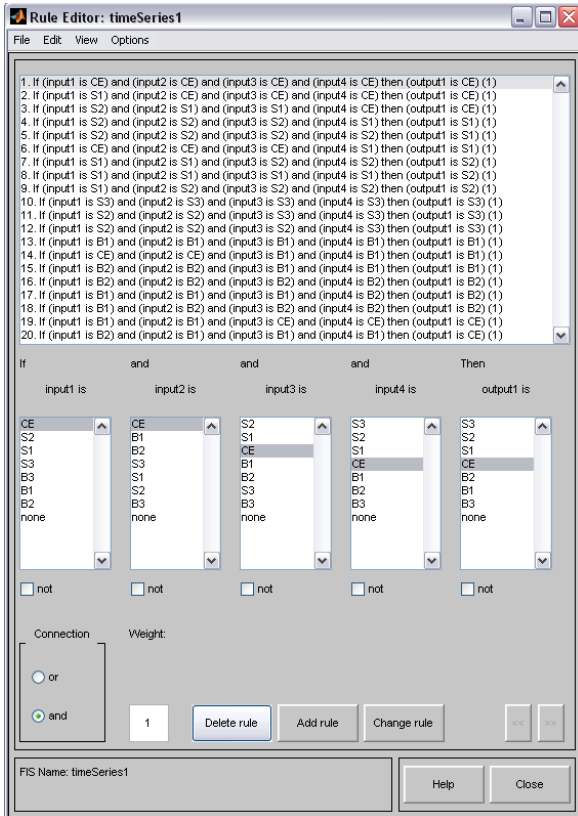 Rule Editor: timeSeries1
File Edit View Options
1. If (input1 is CE) and (input2 is CE) and (input3 is CE) and (input4 is CE) then (output1 is CE) (1)
2. If (input1 is S1) and (input2 is S1) and (input3 is CE) and (input4 is CE) then (output1 is CE) (1)
3. If (input1 is S2) and (input2 is S1) and (input3 is S1) and (input4 is CE) then (output1 is CE) (1)
4. If (input1 is S2) and (input2 is S2) and (input3 is S2) and (input4 is S1) then (output1 is S1) (1)
5. If (input1 is S2) and (input2 is S2) and (input3 is S2) and (input4 is S1) then (output1 is S1) (1)
6. If (input1 is CE) and (input2 is CE) and (input3 is CE) and (input4 is S1) then (output1 is S1) (1)
7. If (input1 is S1) and (input2 is S1) and (input3 is S1) and (input4 is S2) then (output1 is S2) (1)
8. If (input1 is S1) and (input2 is S1) and (input3 is S2) and (input4 is S2) then (output1 is S2) (1)
9. If (input1 is S1) and (input2 is S2) and (input3 is S2) and (input4 is S2) then (output1 is S2) (1)
10. If (input1 is S3) and (input2 is S3) and (input3 is S3) and (input4 is S3) then (output1 is S3) (1)
11. If (input1 is S2) and (input2 is S3) and (input3 is S3) and (input4 is S3) then (output1 is S3) (1)
12. If (input1 is S2) and (input2 is S2) and (input3 is S3) and (input4 is S3) then (output1 is S3) (1)
13. If (input1 is B1) and (input2 is B1) and (input3 is B1) and (input4 is B1) then (output1 is B1) (1)
14. If (input1 is CE) and (input2 is CE) and (input3 is B1) and (input4 is B1) then (output1 is B1) (1)
15. If (input1 is B2) and (input2 is B2) and (input3 is B1) and (input4 is B1) then (output1 is B1) (1)
16. If (input1 is B2) and (input2 is B2) and (input3 is B2) and (input4 is B2) then (output1 is B2) (1)
17. If (input1 is B1) and (input2 is B1) and (input3 is B2) and (input4 is B2) then (output1 is B2) (1)
18. If (input1 is B1) and (input2 is B1) and (input3 is B1) and (input4 is B2) then (output1 is B2) (1)
19. If (input1 is B1) and (input2 is B1) and (input3 is CE) and (input4 is CE) then (output1 is CE) (1)
20. If (input1 is B2) and (input2 is B1) and (input3 is B1) and (input4 is B1) then (output1 is CE) (1)
If and and and Then
input1 is input2 is input3 is input4 is output1 is
CE CE S2 S3 S3
S2 B1 S1 S2 S2
S1 B2 CE S1 S1
S3 S3 B1 CE CE
B3 S1 B2 B1 B2
B1 S2 S3 B2 B1
B2 B3 B3 B3 B3
none none none none none
not not not not not
Connection Weight:
or
and 1 Delete rule Add rule Change rule << >>
FIS Name: timeSeries1
Help Close